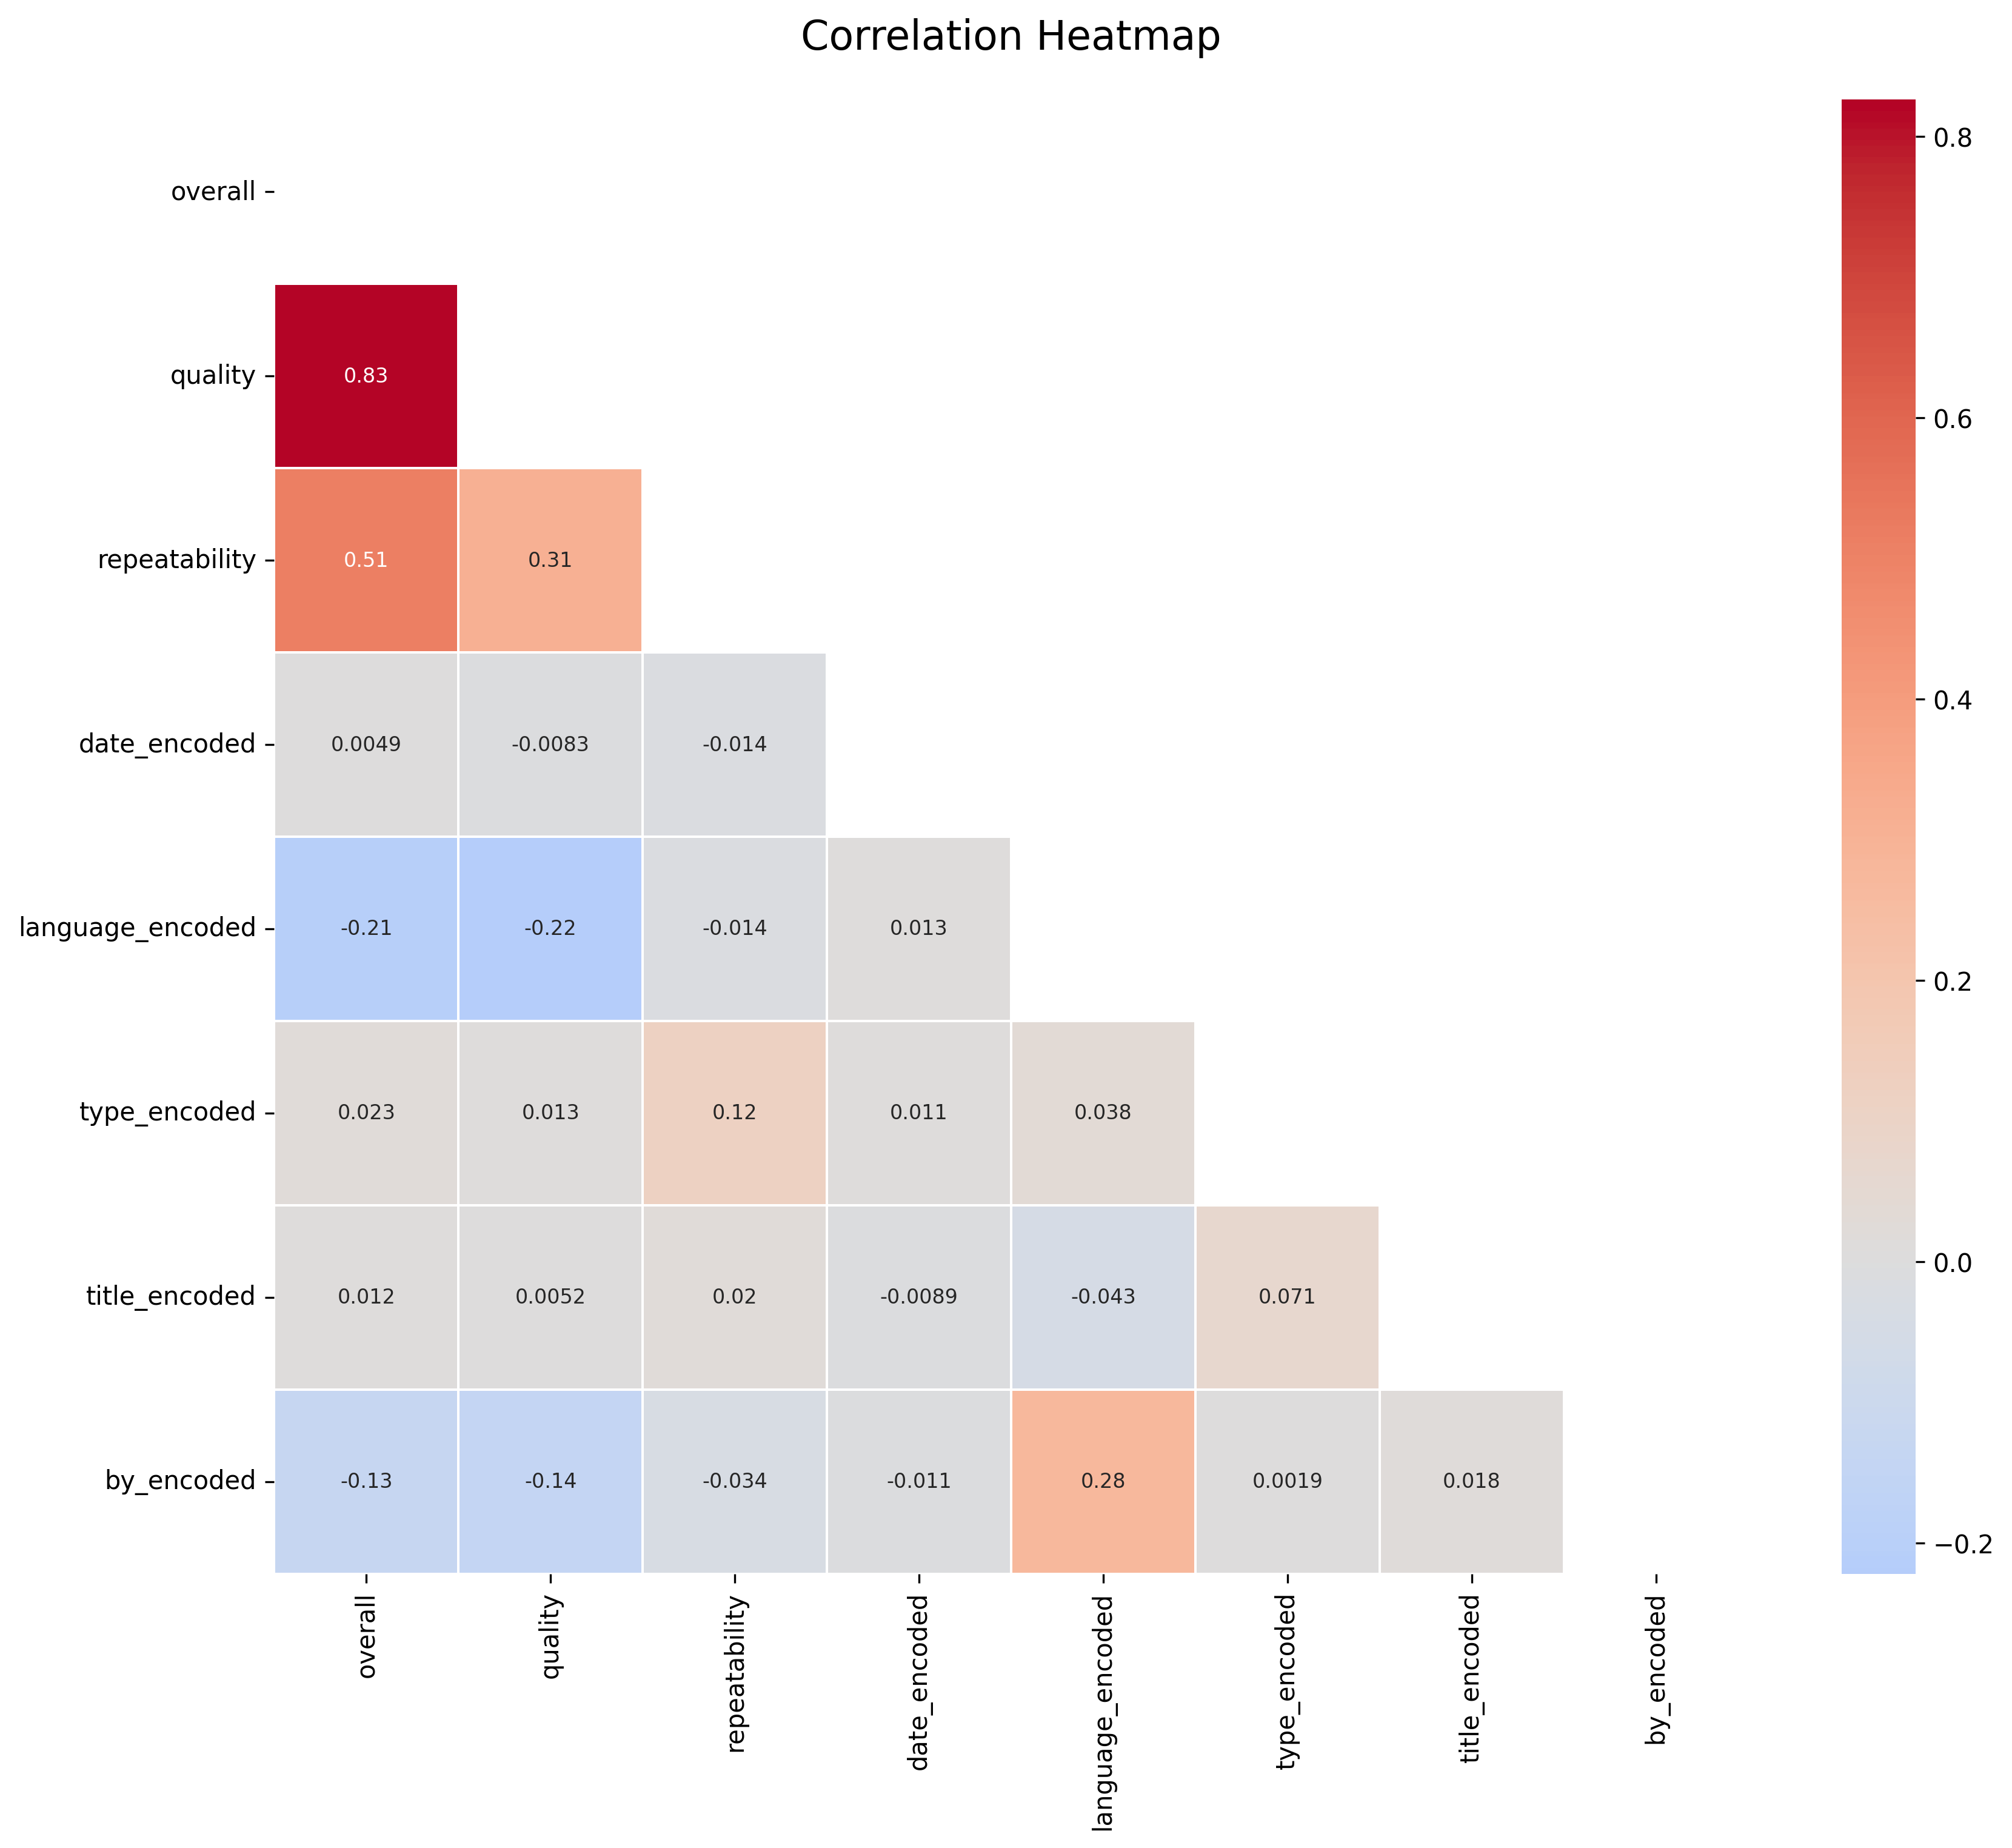 Correlation Heatmap
overall
quality 0.83
repeatability 0.51 0.31
date_encoded 0.0049 -0.0083 -0.014
language_encoded -0.21 -0.22 -0.014 0.013
type_encoded 0.023 0.013 0.12 0.011 0.038
title_encoded 0.012 0.0052 0.02 -0.0089 -0.043 0.071
by_encoded -0.13 -0.14 -0.034 -0.011 0.28 0.0019 0.018
overall
quality
repeatability
date_encoded
language_encoded
type_encoded
title_encoded
by_encoded
0.8
0.6
0.4
0.2
0.0
−0.2